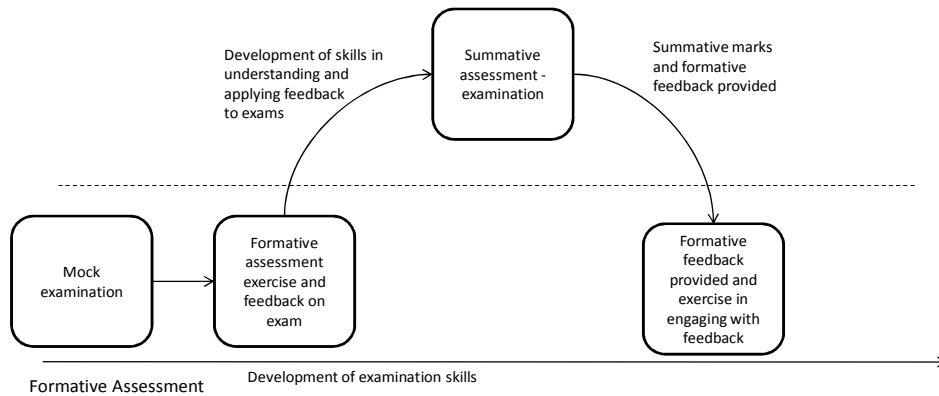 Development of skills in
understanding and
applying feedback
to exams
Summative
assessment -
examination
Summative marks
and formative
feedback provided
Mock
examination
Formative
assessment
exercise and
feedback on
exam
Formative
feedback
provided and
exercise in
engaging with
feedback
Formative Assessment
Development of examination skills